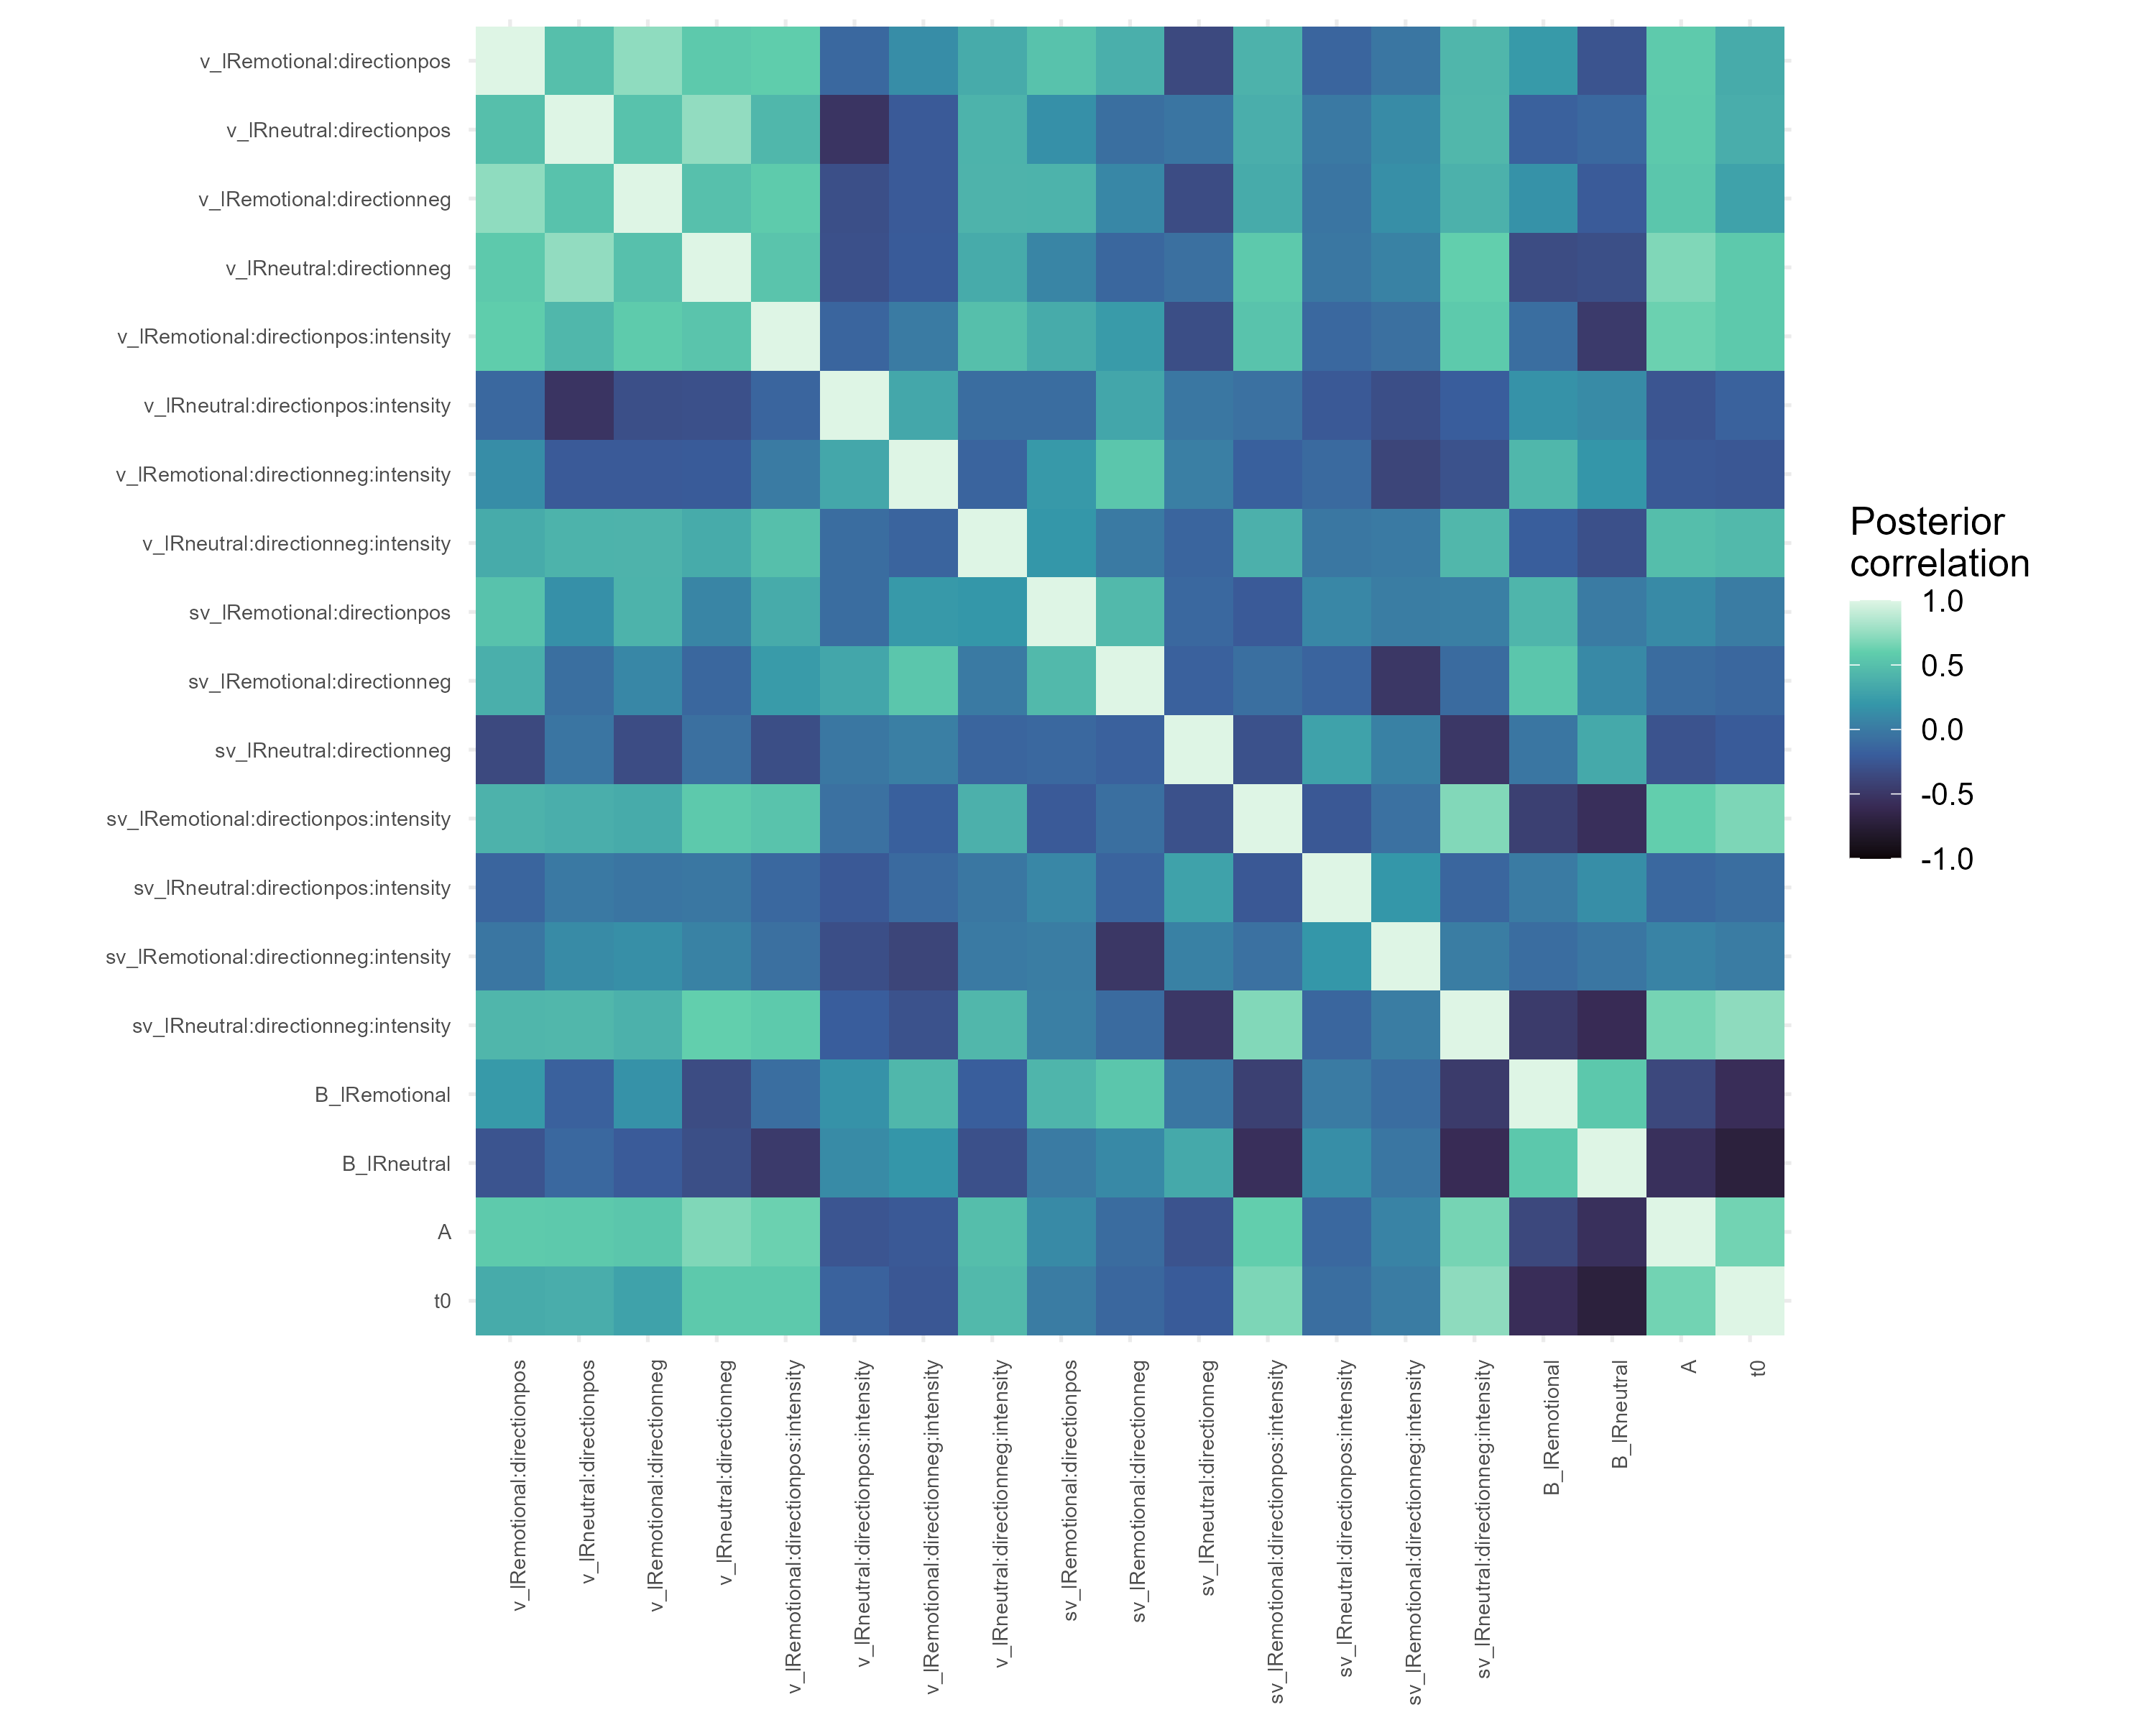 v_lRemotional:directionpos
v_lRneutral:directionpos
v_lRemotional:directionneg
v_lRneutral:directionneg
v_lRemotional:directionpos:intensity
v_lRneutral:directionpos:intensity
v_lRemotional:directionneg:intensity
v_lRneutral:directionneg:intensity
sv_lRemotional:directionpos
sv_lRemotional:directionneg
sv_lRneutral:directionneg
sv_lRemotional:directionpos:intensity
sv_lRneutral:directionpos:intensity
sv_lRemotional:directionneg:intensity
sv_lRneutral:directionneg:intensity
B_lRemotional
B_lRneutral
A
t0
v_lRemotional:directionpos
v_lRneutral:directionpos
v_lRemotional:directionneg
v_lRneutral:directionneg
v_lRemotional:directionpos:intensity
v_lRneutral:directionpos:intensity
v_lRemotional:directionneg:intensity
v_lRneutral:directionneg:intensity
sv_lRemotional:directionpos
sv_lRemotional:directionneg
sv_lRneutral:directionneg
sv_lRemotional:directionpos:intensity
sv_lRneutral:directionpos:intensity
sv_lRemotional:directionneg:intensity
sv_lRneutral:directionneg:intensity
B_lRemotional
B_lRneutral
A
t0
Posterior
correlation
1.0
0.5
0.0
-0.5
-1.0